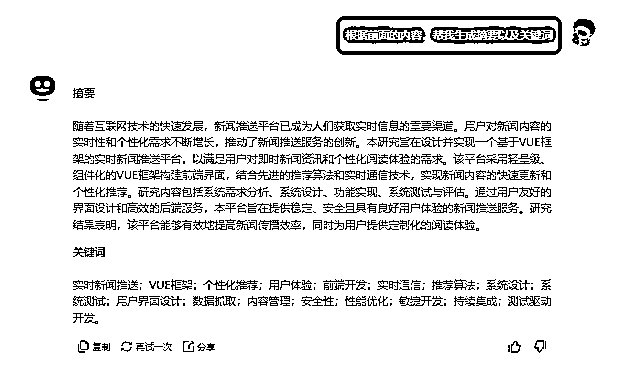 根据前面的内容 帮我生成摘要以及关键词
摘要
随着互联网技术的快速发展，新闻推送平台已成为人们获取实时信息的重要渠道。用户对新闻内容的
实时性和个性化需求不断增长，推动了新闻推送服务的创新。本研究旨在设计并实现一个基于VUE框
架的实时新闻推送平台，以满足用户对即时新闻资讯和个性化阅读体验的需求。该平台采用轻量级、
组件化的VUE框架构建前端界面，结合先进的推荐算法和实时通信技术，实现新闻内容的快速更新和
个性化推荐。研究内容包括系统需求分析、系统设计、功能实现、系统测试与评估。通过用户友好的
界面设计和高效的后端服务，本平台旨在提供稳定、安全且具有良好用户体验的新闻推送服务。研究
结果表明，该平台能够有效地提高新闻传播效率，同时为用户提供定制化的阅读体验。
关键词
实时新闻推送；VUE框架；个性化推荐；用户体验；前端开发；实时通信；推荐算法；系统设计；系
统测试；用户界面设计；数据抓取；内容管理；安全性；性能优化；敏捷开发；持续集成；测试驱动
开发。
复制 再试一次 分享